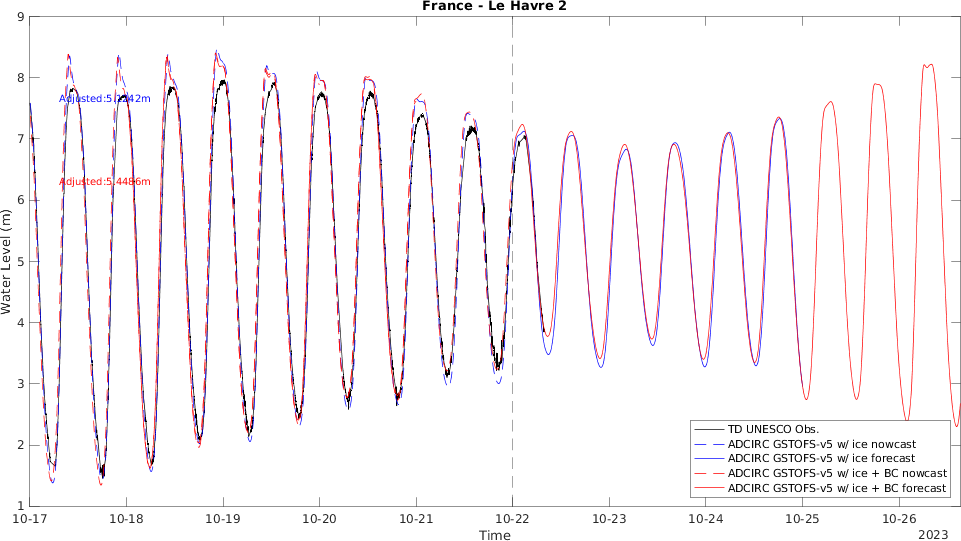 France - Le Havre 2
9
8
7
6
5
4
3
2
1
Water Level (m)
Adjusted:5.4486m
TD UNESCO Obs.
ADCIRC GSTOFS-v5 w/ ice nowcast
ADCIRC GSTOFS-v5 w/ ice forecast
ADCIRC GSTOFS-v5 w/ ice + BC nowcast
ADCIRC GSTOFS-v5 w/ ice + BC forecast
10-17
10-18
10-19
10-20
10-21
10-22
10-23
10-24
10-25
10-26
Time
2023